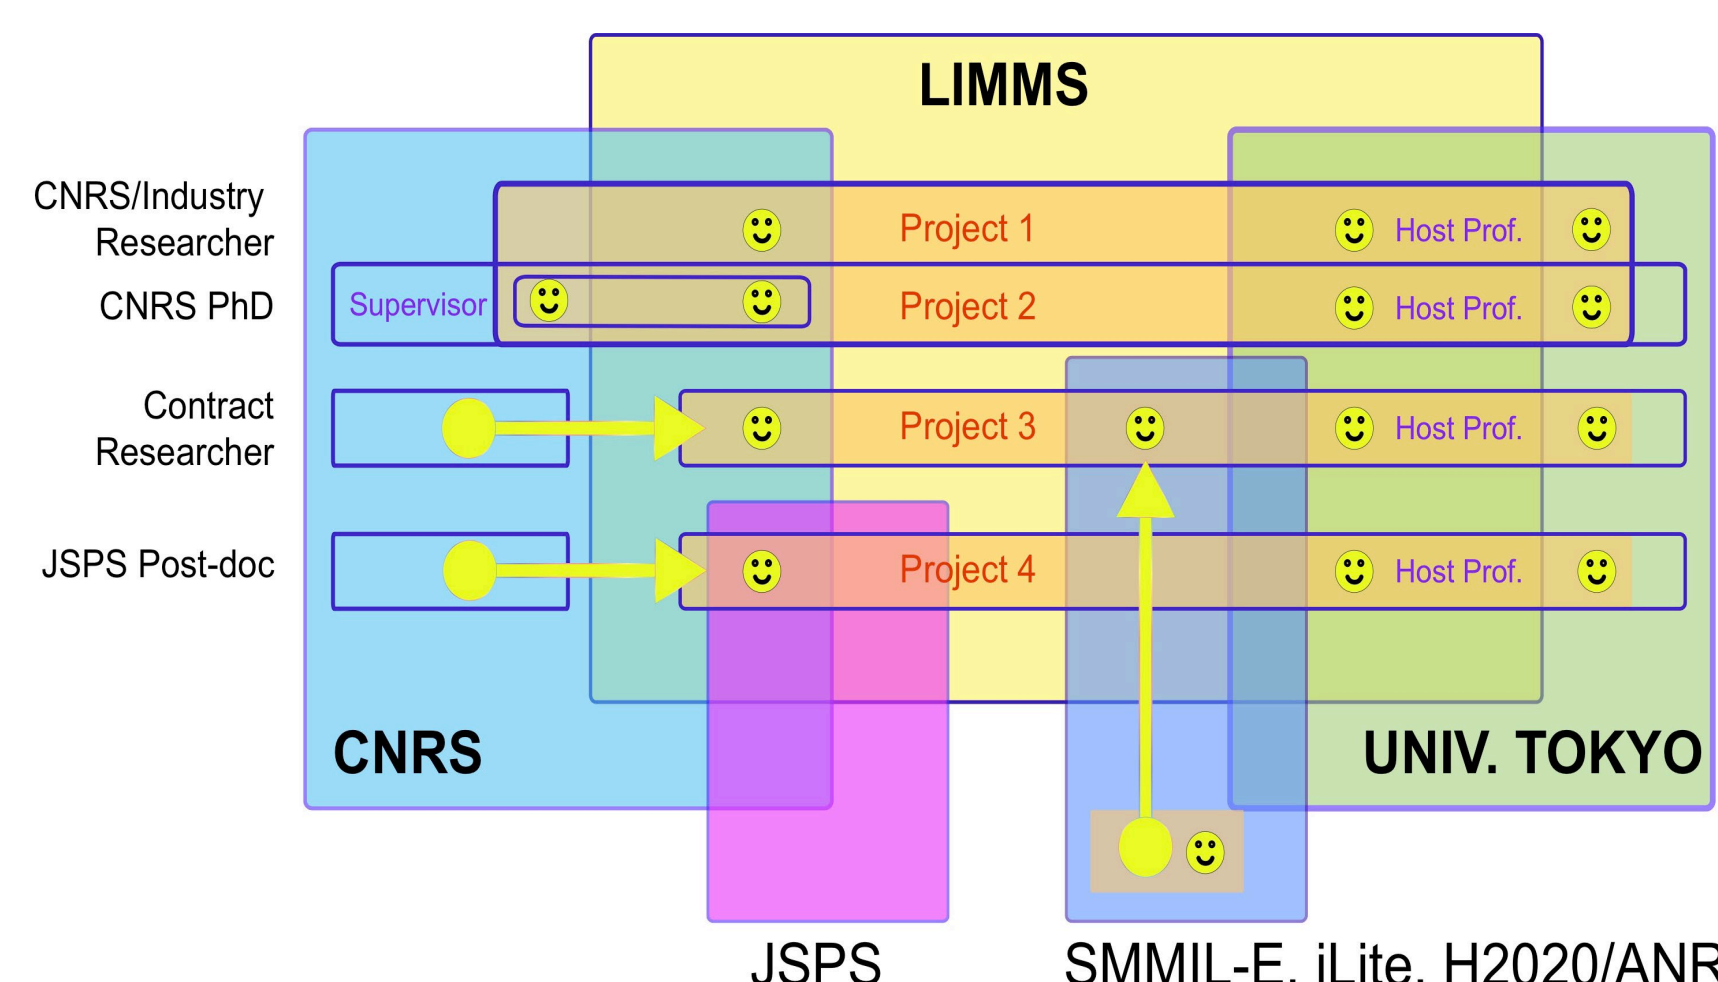 LIMMS
CNRS/Industry
Researcher
Project 1
Host Prof.
CNRS PhD
Supervisor
Project 2
Host Prof.
Contract
Researcher
Project 3
Host Prof.
JSPS Post-doc
Project 4
Host Prof.
CNRS
UNIV. TOKYO
JSPS
SMMIL-E, iLite, H2020/ANR